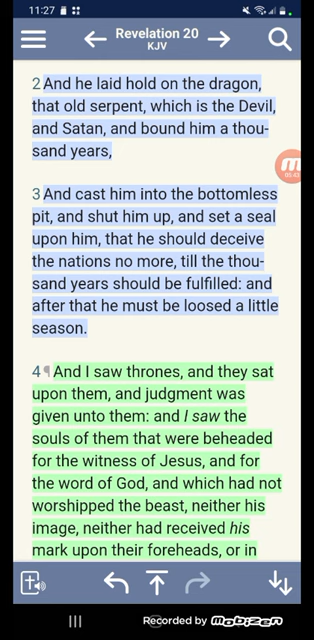 11:27
Revelation 20
KJV
2 And he laid hold on the dragon,
that old serpent, which is the Devil,
and Satan, and bound him a thou-
sand years,
3 And cast him into the bottomless
pit, and shut him up, and set a seal
upon him, that he should deceive
the nations no more, till the thou-
sand years should be fulfilled: and
after that he must be loosed a little
season.
4 ¶ And I saw thrones, and they sat
upon them, and judgment was
given unto them: and I saw the
souls of them that were beheaded
for the witness of Jesus, and for
the word of God, and which had not
worshipped the beast, neither his
image, neither had received his
mark upon their foreheads, or in
Recorded by mobizen